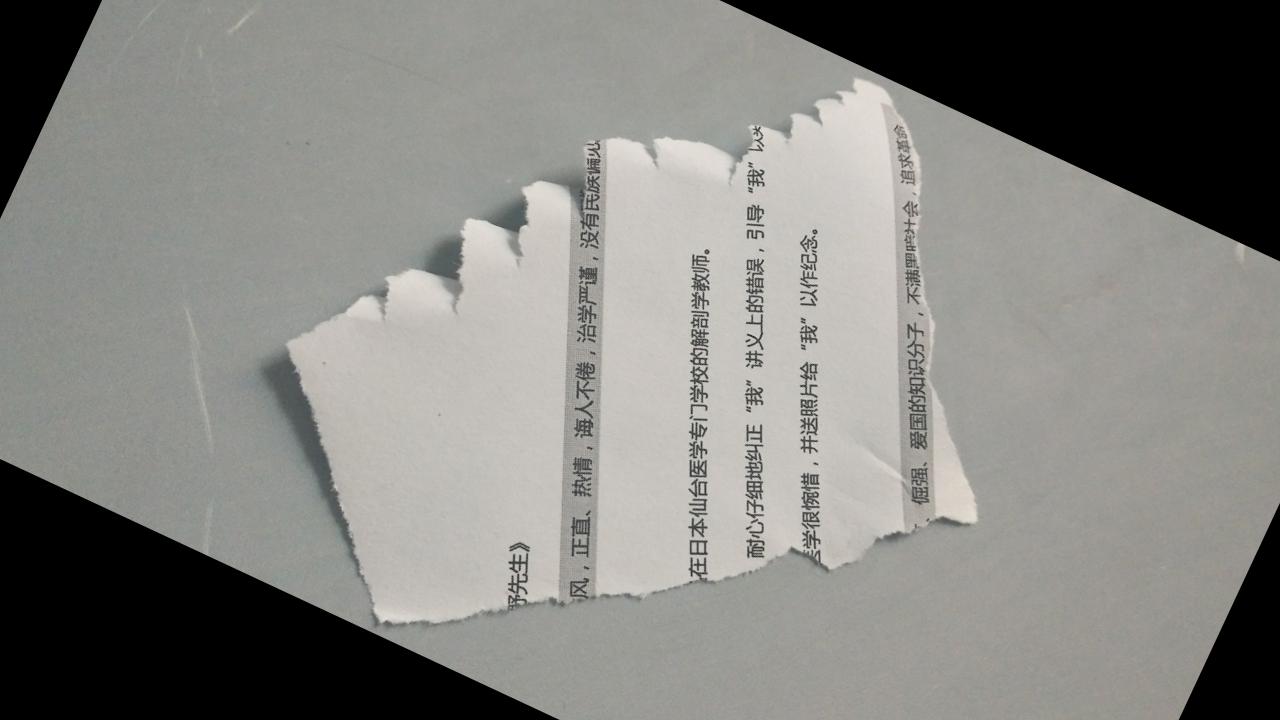 野先生》
风，正直、热情，诲人不倦，治学严谨，没有民族偏见
在日本仙台医学专门学校的解剖学教师。
耐心仔细地纠正“我”讲义上的错误，引导“我”以
学很惋惜，并送照片给“我”以作纪念。
、倔强、爱国的知识分子，不满黑暗社会，追求革命